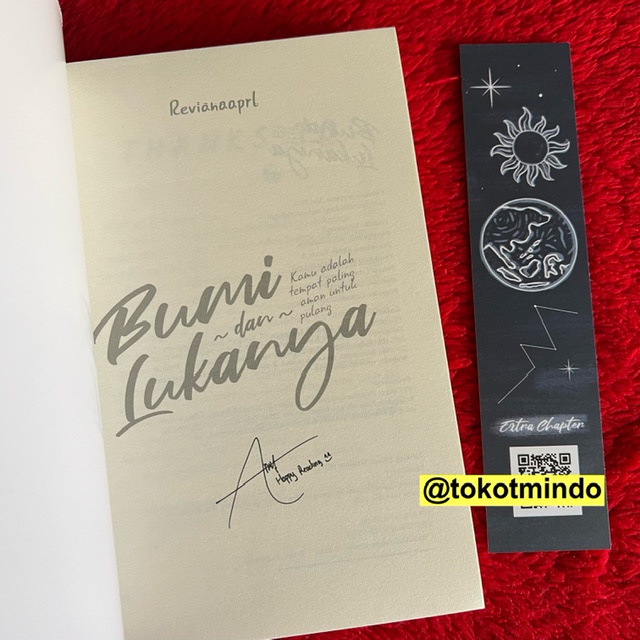 Revianaaprl
Bumi
~ dan ~
Lukanya
Kamu adalah
tempat paling
aman untuk
pulang
Happy Reading
Extra Chapter
@tokotmindo